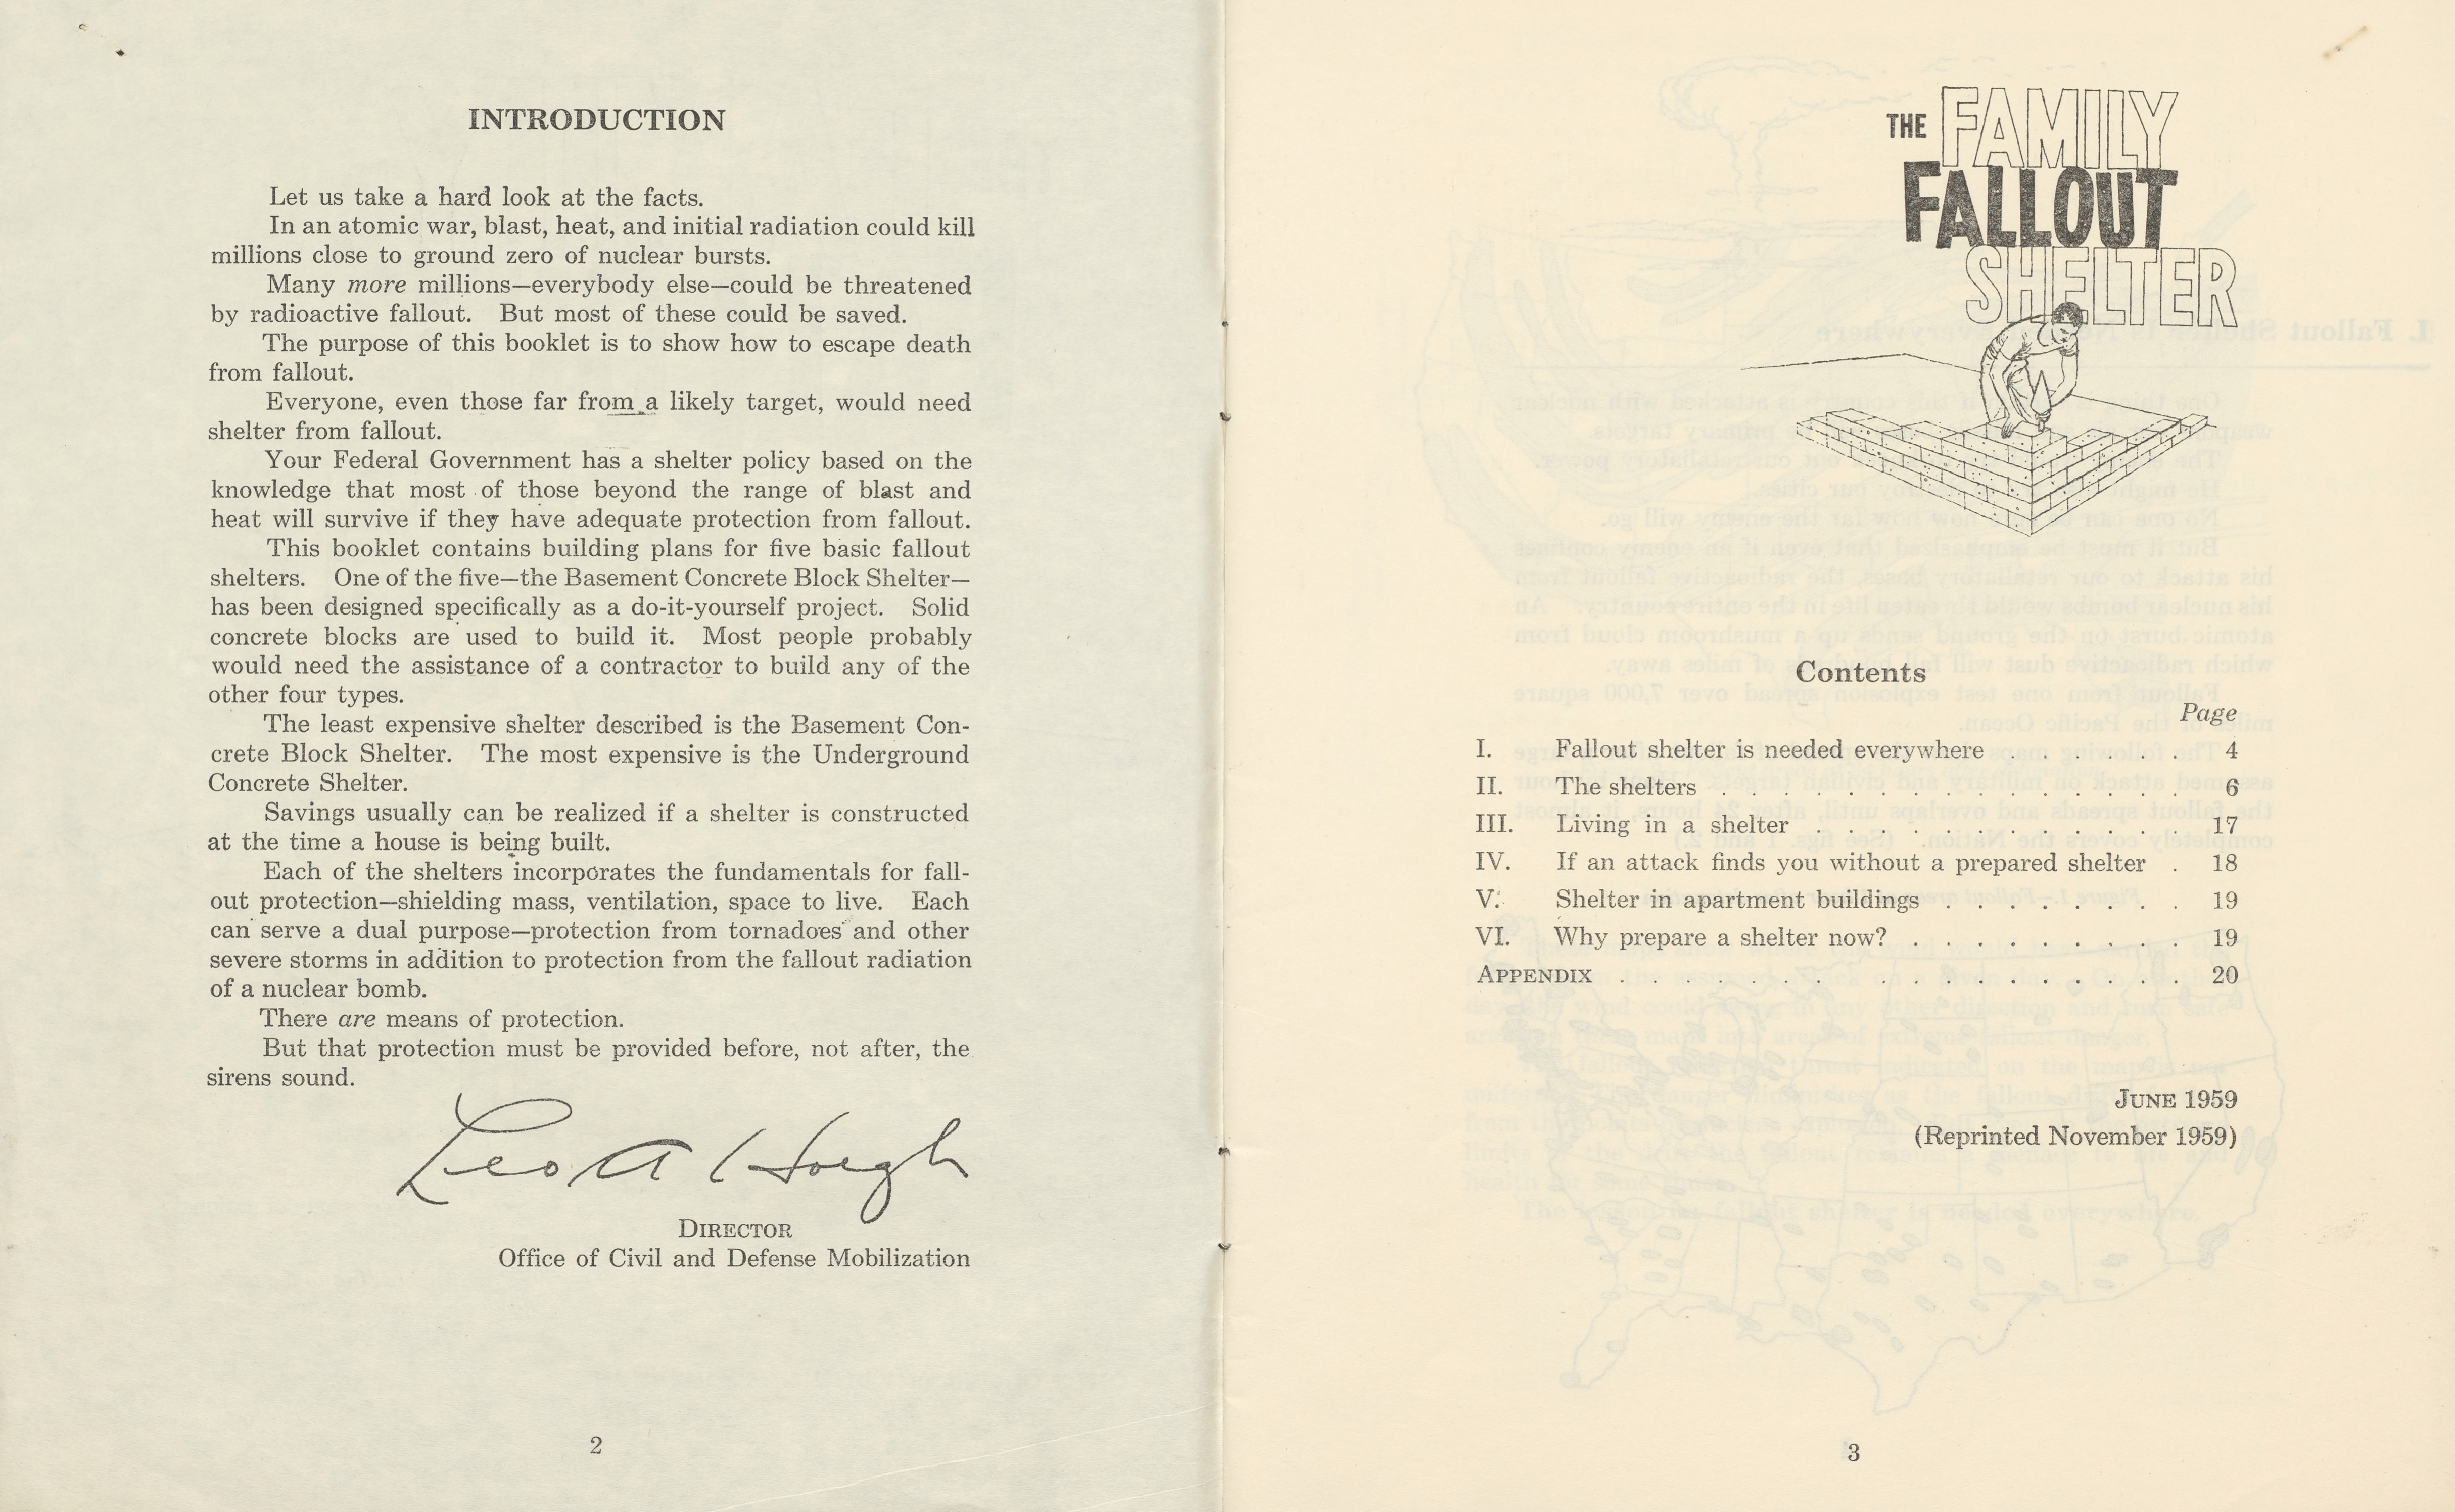 INTRODUCTION
Let us take a hard look at the facts.
In an atomic war, blast, heat, and initial radiation could kill
millions close to ground zero of nuclear bursts.
Many more millions—everybody else—could be threatened
by radioactive fallout. But most of these could be saved.
The purpose of this booklet is to show how to escape death
from fallout.
Everyone, even those far from a likely target, would need
shelter from fallout.
Your Federal Government has a shelter policy based on the
knowledge that most of those beyond the range of blast and
heat will survive if they have adequate protection from fallout.
This booklet contains building plans for five basic fallout
shelters. One of the five—the Basement Concrete Block Shelter—
has been designed specifically as a do-it-yourself project. Solid
concrete blocks are used to build it. Most people probably
would need the assistance of a contractor to build any of the
other four types.
The least expensive shelter described is the Basement Con-
crete Block Shelter. The most expensive is the Underground
Concrete Shelter.
Savings usually can be realized if a shelter is constructed
at the time a house is being built.
Each of the shelters incorporates the fundamentals for fall-
out protection—shielding mass, ventilation, space to live. Each
can serve a dual purpose—protection from tornadoes and other
severe storms in addition to protection from the fallout radiation
of a nuclear bomb.
There are means of protection.
But that protection must be provided before, not after, the
sirens sound.
Leo A Hoegh
DIRECTOR
Office of Civil and Defense Mobilization
2
THE FAMILY
FALLOUT
SHELTER
Contents
Page
I. Fallout shelter is needed everywhere . . . . . . 4
II. The shelters . . . . . . . . . . . . . . 6
III. Living in a shelter . . . . . . . . . . . . 17
IV. If an attack finds you without a prepared shelter . 18
V. Shelter in apartment buildings . . . . . . . . 19
VI. Why prepare a shelter now? . . . . . . . . . 19
APPENDIX . . . . . . . . . . . . . . . . . 20
JUNE 1959
(Reprinted November 1959)
3